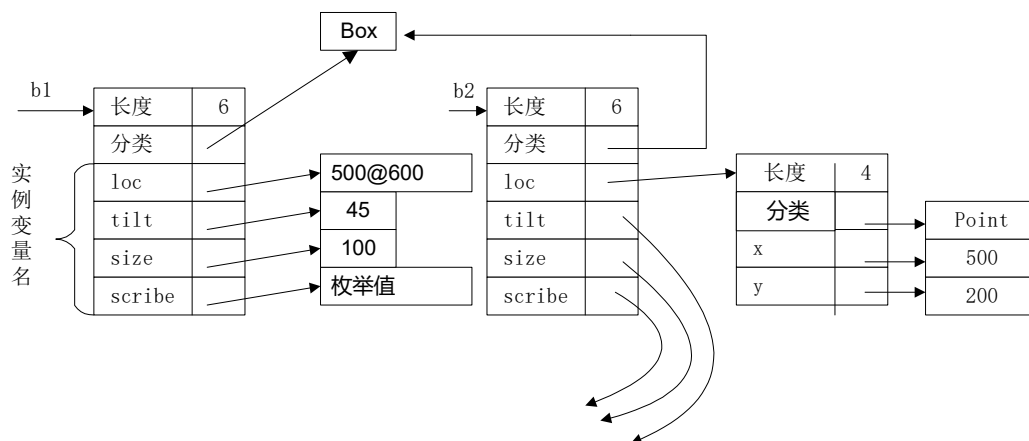 Box
b1
长度 6
分类
loc
tilt
size
scribe
实例变量名
500@600
45
100
枚举值
b2
长度 6
分类
loc
tilt
size
scribe
长度 4
分类
x
y
Point
500
200